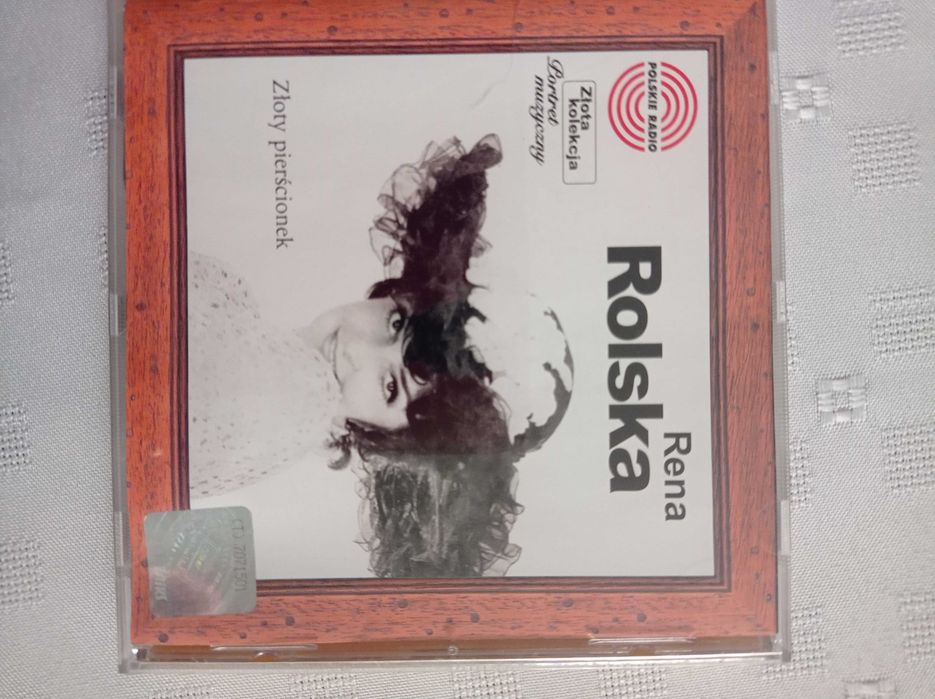 POLSKIE RADIO
Rena
Rolska
Złota
kolekcja
Portret
muzyczny
Złoty pierścionek